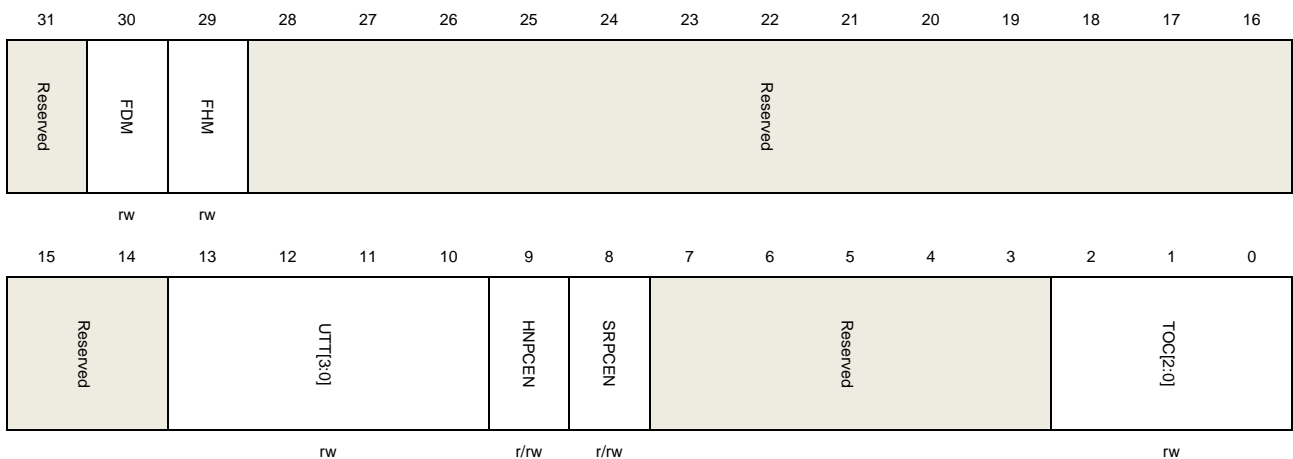 31 30 29 28 27 26 25 24 23 22 21 20 19 18 17 16
Reserved FDM FHM Reserved
rw rw
15 14 13 12 11 10 9 8 7 6 5 4 3 2 1 0
Reserved UTT[3:0] HNPCEN SRPCEN Reserved TOC[2:0]
rw r/rw r/rw rw